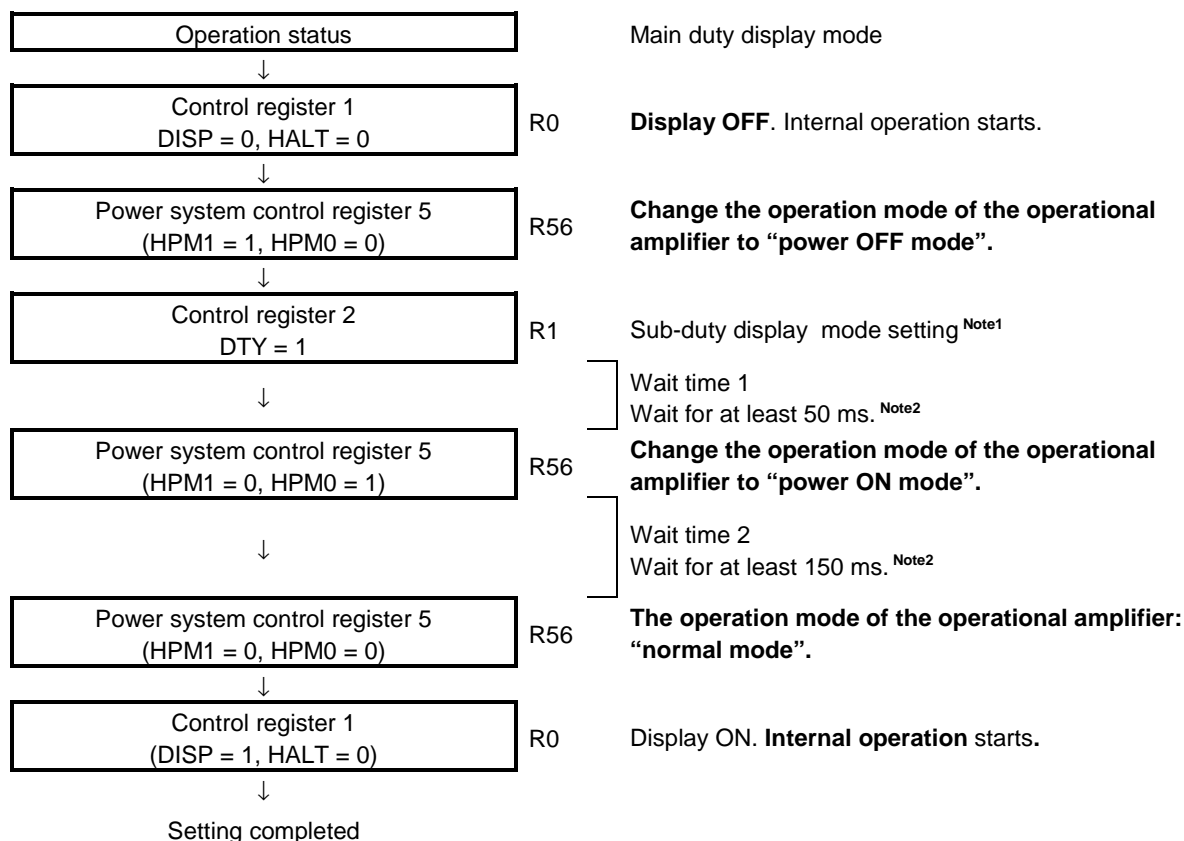 Operation status
Main duty display mode
↓
Control register 1
DISP = 0, HALT = 0
R0
Display OFF. Internal operation starts.
↓
Power system control register 5
(HPM1 = 1, HPM0 = 0)
R56
Change the operation mode of the operational
amplifier to “power OFF mode”.
↓
Control register 2
DTY = 1
R1
Sub-duty display mode setting Note1
↓
Wait time 1
Wait for at least 50 ms. Note2
Power system control register 5
(HPM1 = 0, HPM0 = 1)
R56
Change the operation mode of the operational
amplifier to “power ON mode”.
↓
Wait time 2
Wait for at least 150 ms. Note2
Power system control register 5
(HPM1 = 0, HPM0 = 0)
R56
The operation mode of the operational amplifier:
“normal mode”.
↓
Control register 1
(DISP = 1, HALT = 0)
R0
Display ON. Internal operation starts.
↓
Setting completed